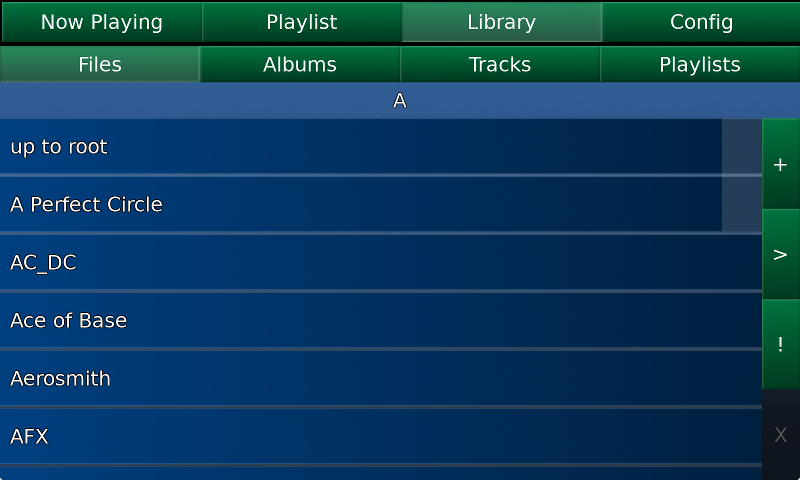 Now Playing Playlist Library Config
Files Albums Tracks Playlists
A
up to root
+
A Perfect Circle
>
AC_DC
Ace of Base
!
Aerosmith
AFX
X